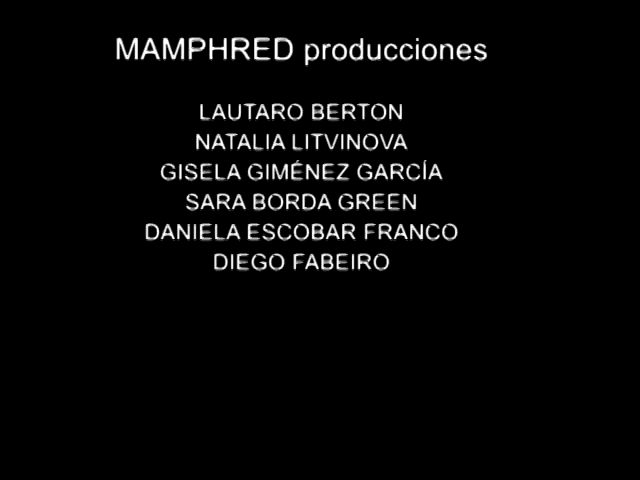 MAMPHRED producciones
LAUTARO BERTON
NATALIA LITVINOVA
GISELA GIMÉNEZ GARCÍA
SARA BORDA GREEN
DANIELA ESCOBAR FRANCO
DIEGO FABEIRO